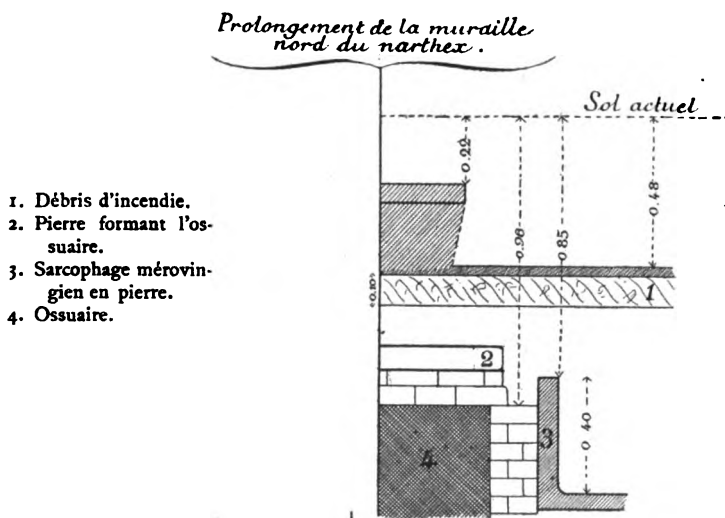 Prolongement de la muraille
nord du narthex.
Sol actuel
0.22
0.48
0.96
0.85
1. Débris d'incendie.
2. Pierre formant l'os-
suaire.
3. Sarcophage mérovin-
gien en pierre.
4. Ossuaire.
0.10
1
2
3
4
0.40